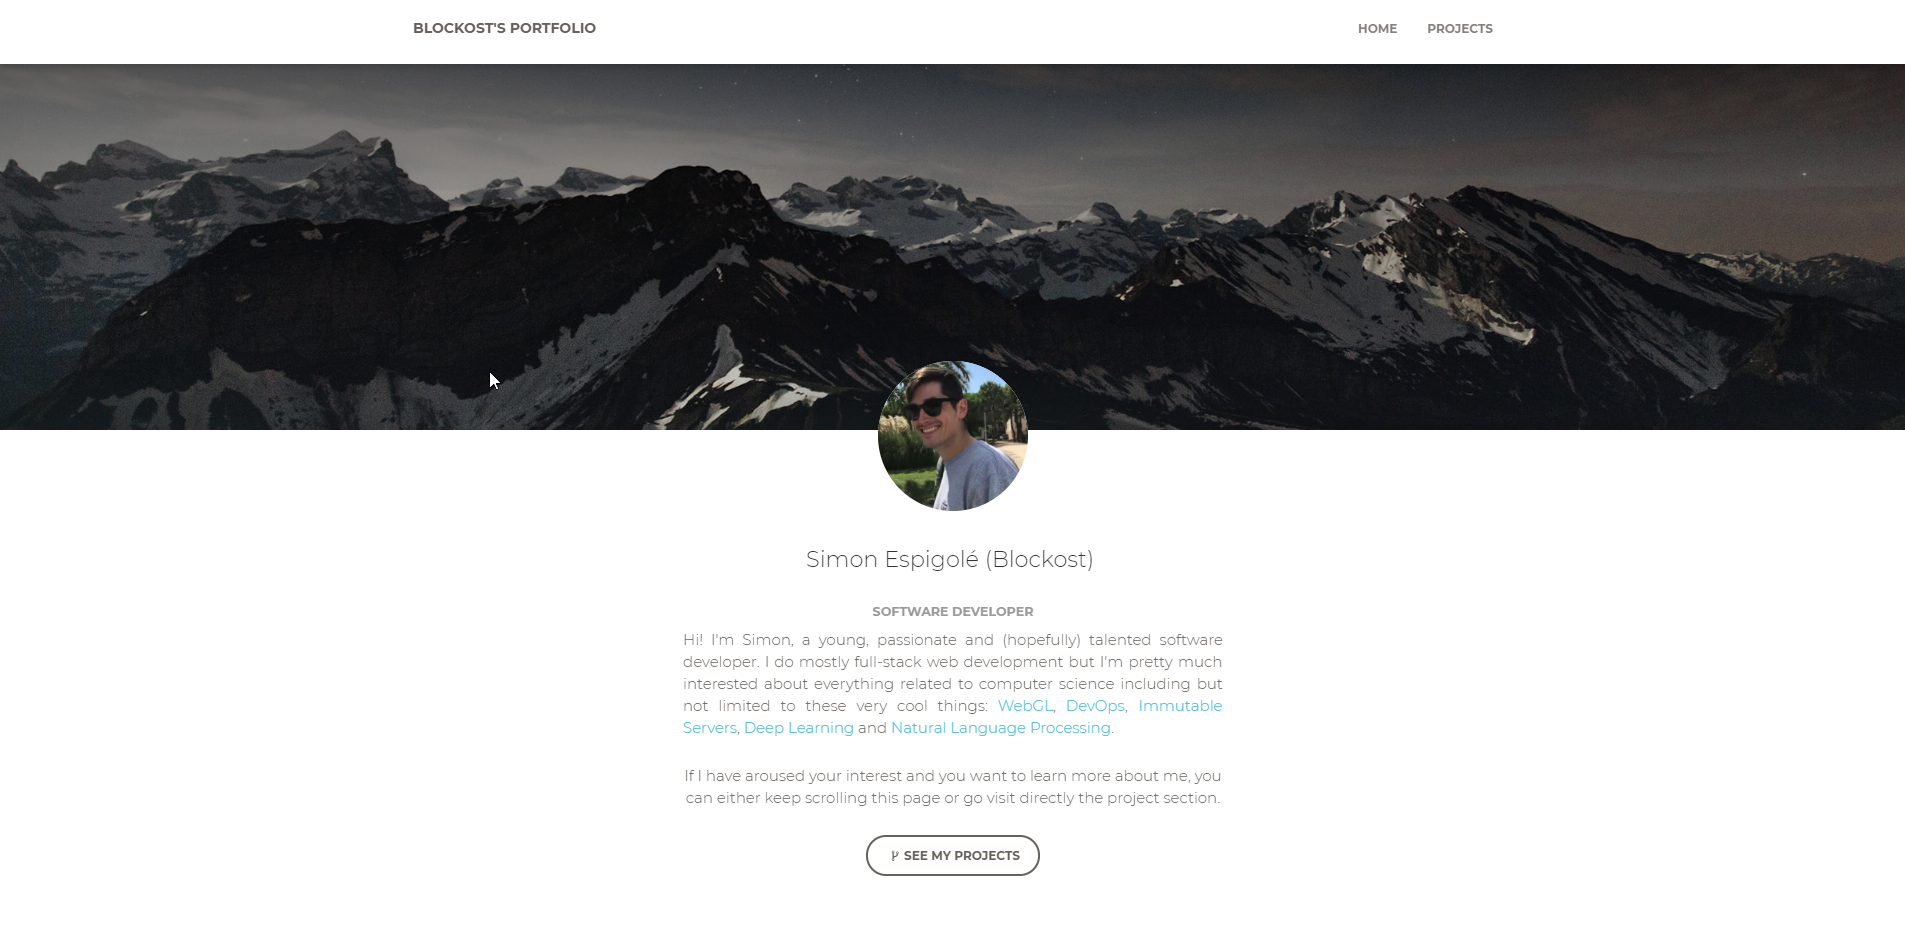 BLOCKOST'S PORTFOLIO
HOME PROJECTS
Simon Espigolé (Blockost)
SOFTWARE DEVELOPER
Hi! I'm Simon, a young, passionate and (hopefully) talented software
developer. I do mostly full-stack web development but I'm pretty much
interested about everything related to computer science including but
not limited to these very cool things: WebGL, DevOps, Immutable
Servers, Deep Learning and Natural Language Processing.
If I have aroused your interest and you want to learn more about me, you
can either keep scrolling this page or go visit directly the project section.
SEE MY PROJECTS